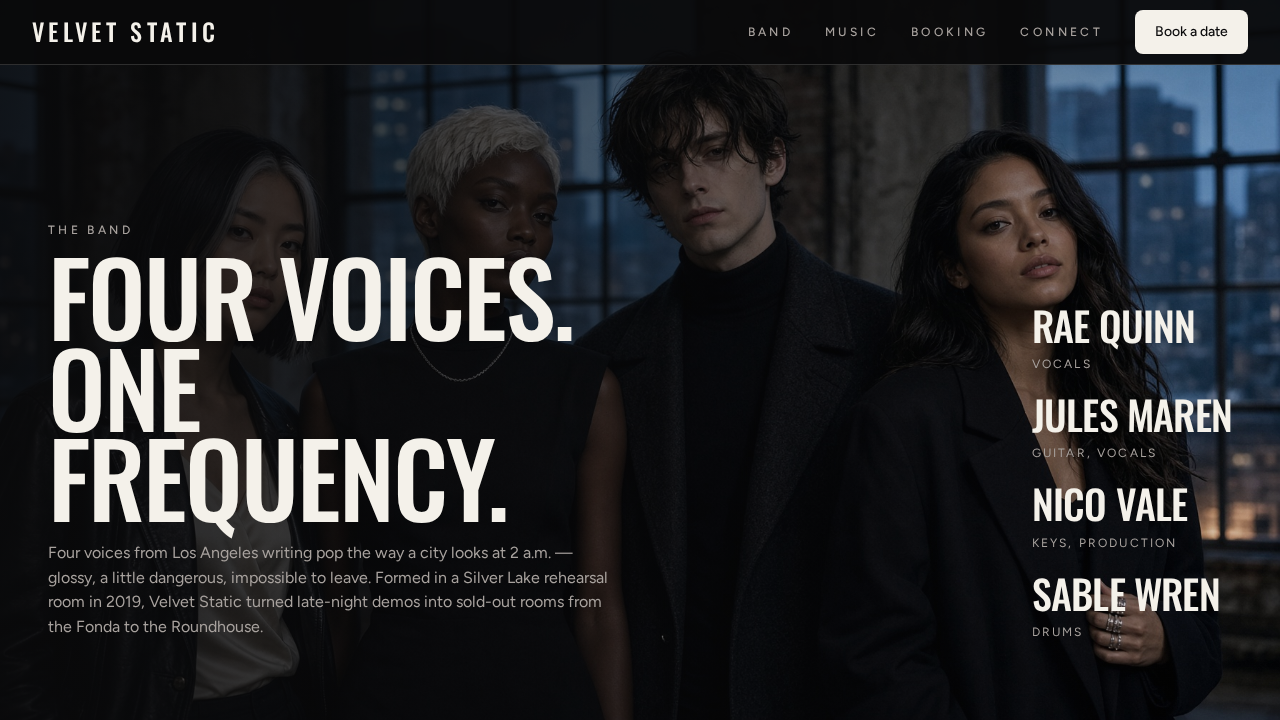 VELVET STATIC
BAND
MUSIC
BOOKING
CONNECT
Book a date
THE BAND
FOUR VOICES.
ONE
FREQUENCY.
Four voices from Los Angeles writing pop the way a city looks at 2 a.m. —
glossy, a little dangerous, impossible to leave. Formed in a Silver Lake rehearsal
room in 2019, Velvet Static turned late-night demos into sold-out rooms from
the Fonda to the Roundhouse.
RAE QUINN
VOCALS
JULES MAREN
GUITAR, VOCALS
NICO VALE
KEYS, PRODUCTION
SABLE WREN
DRUMS